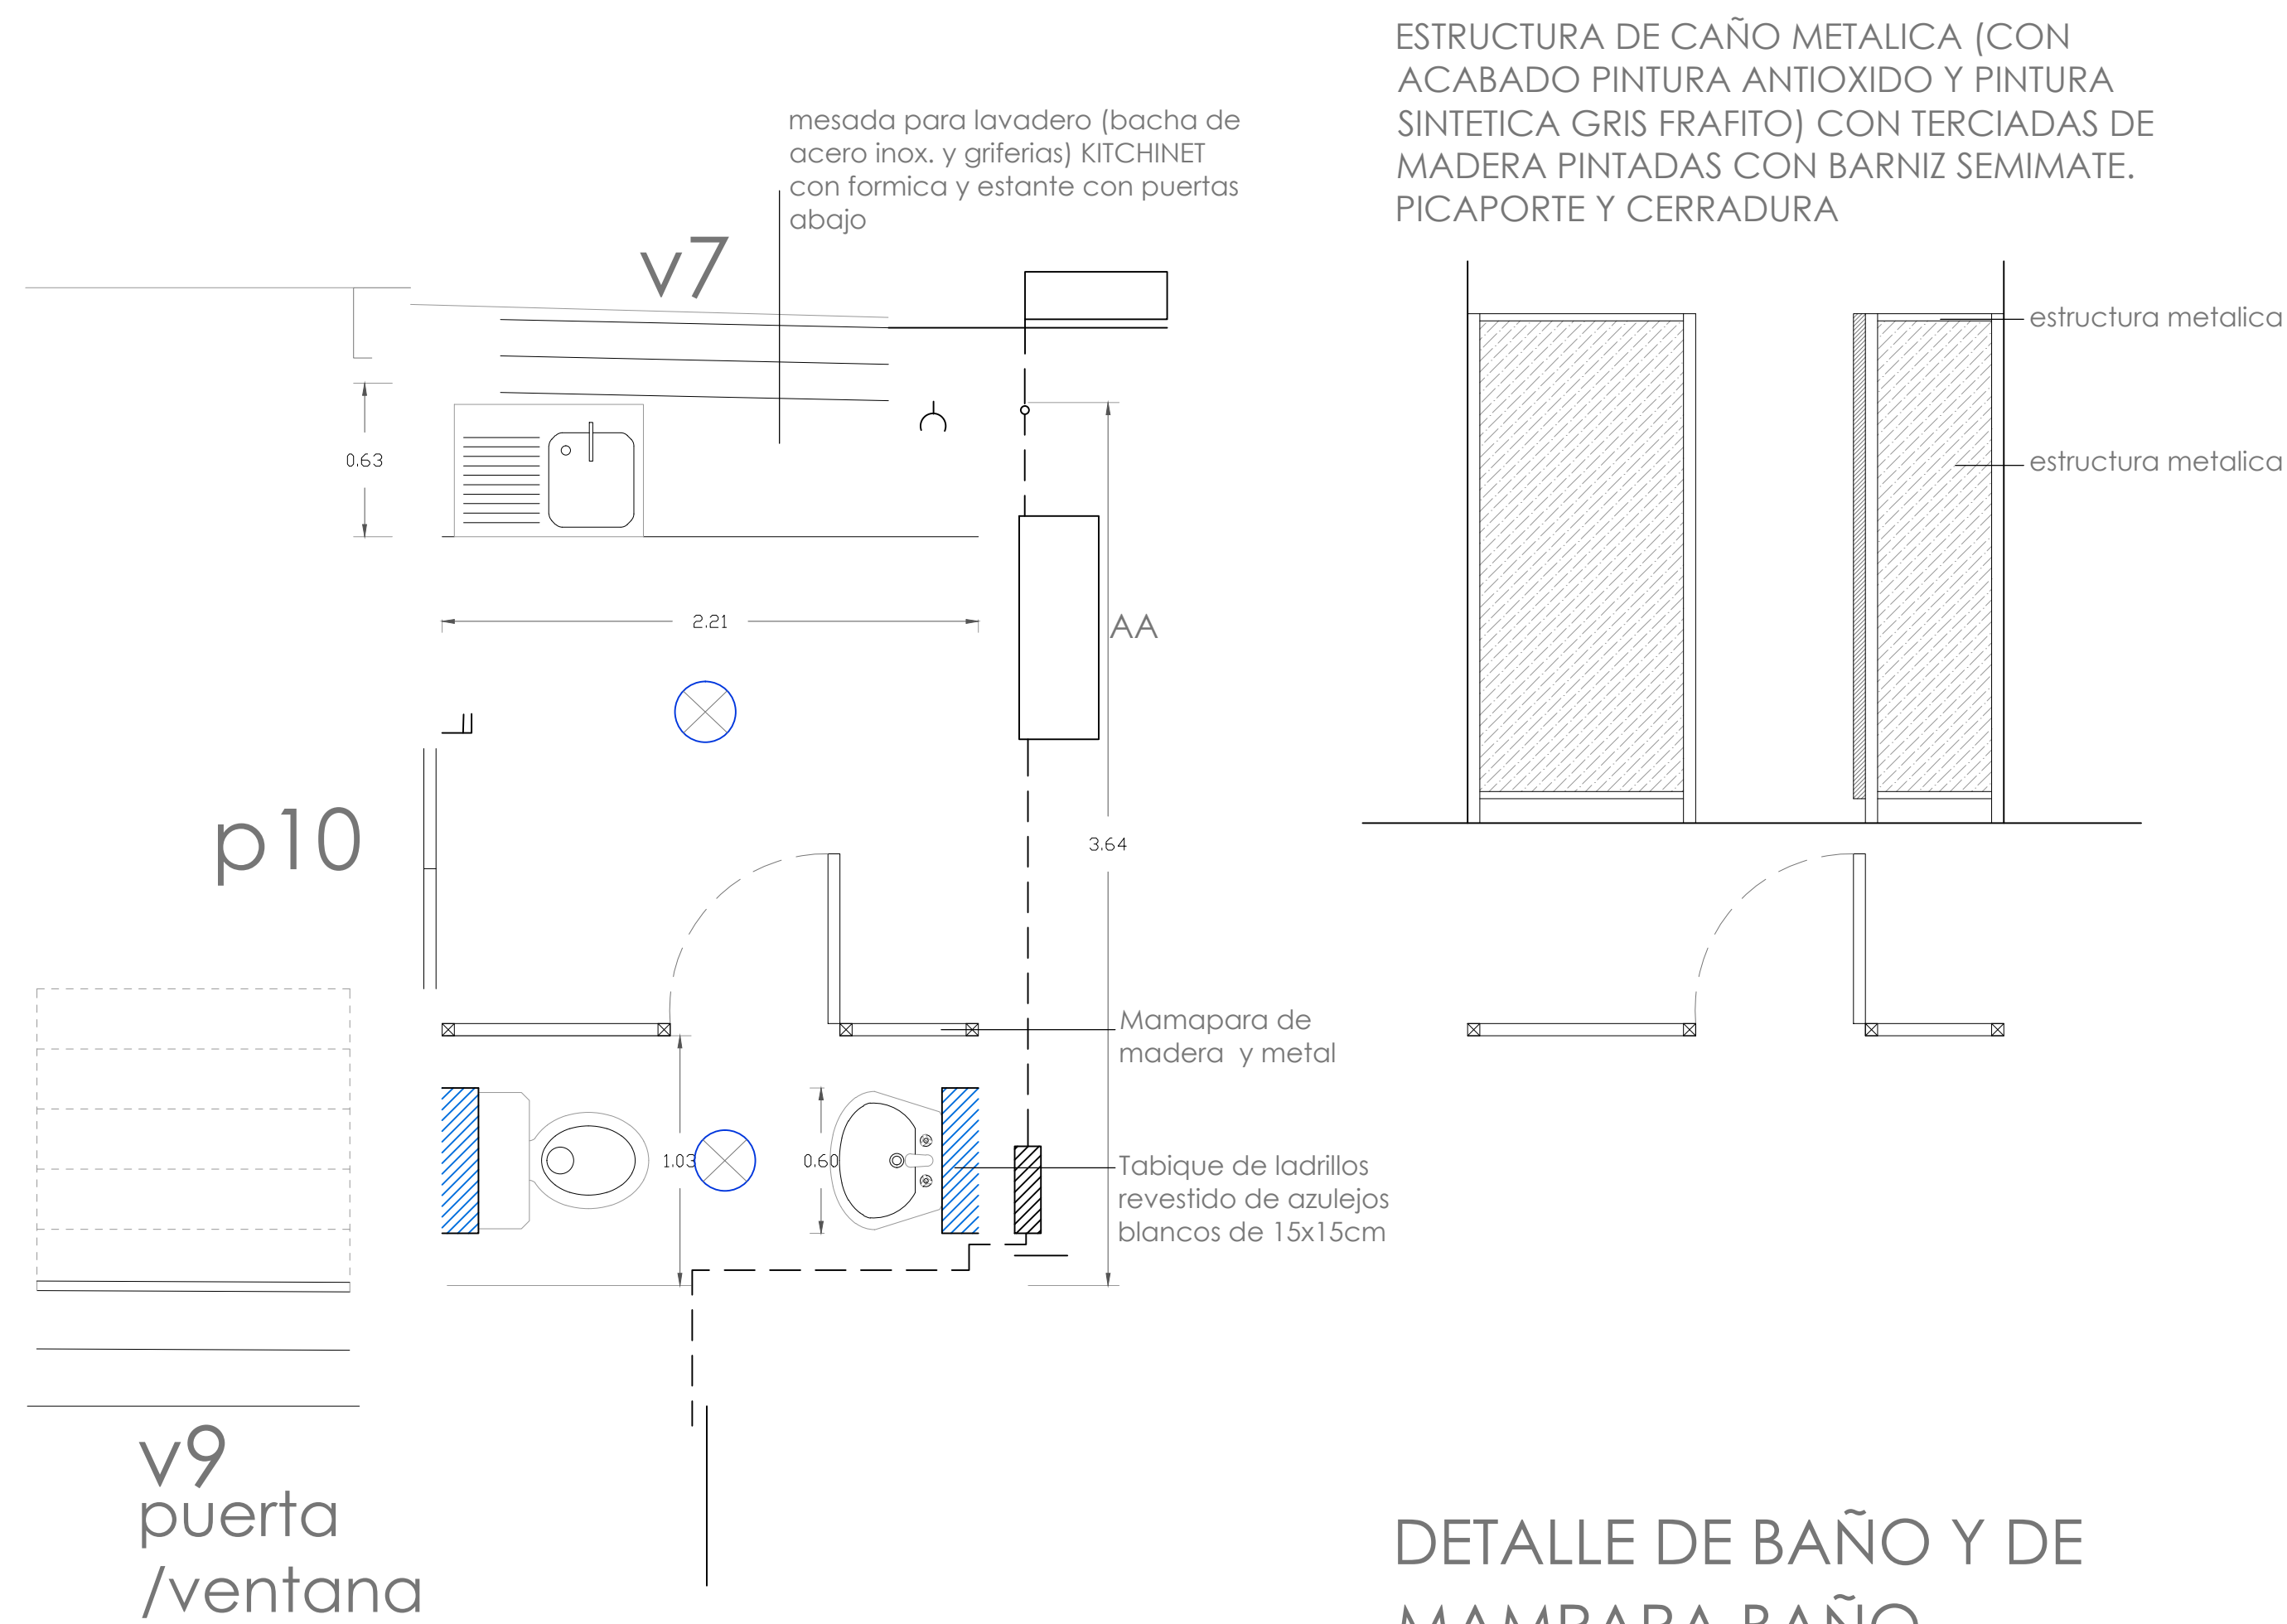 ESTRUCTURA DE CAÑO METALICA (CON
ACABADO PINTURA ANTIOXIDO Y PINTURA
SINTETICA GRIS FRAFITO) CON TERCIADAS DE
MADERA PINTADAS CON BARNIZ SEMIMATE.
PICAPORTE Y CERRADURA
mesada para lavadero (bacha de
acero inox. y griferias) KITCHINET
con formica y estante con puertas
abajo
v7
estructura metalica
estructura metalica
0.63
2.21
AA
p10
3.64
Mamapara de
madera y metal
1.03
0.60
Tabique de ladrillos
revestido de azulejos
blancos de 15x15cm
v9
puerta
/ventana
DETALLE DE BAÑO Y DE
MAMPARA BAÑO